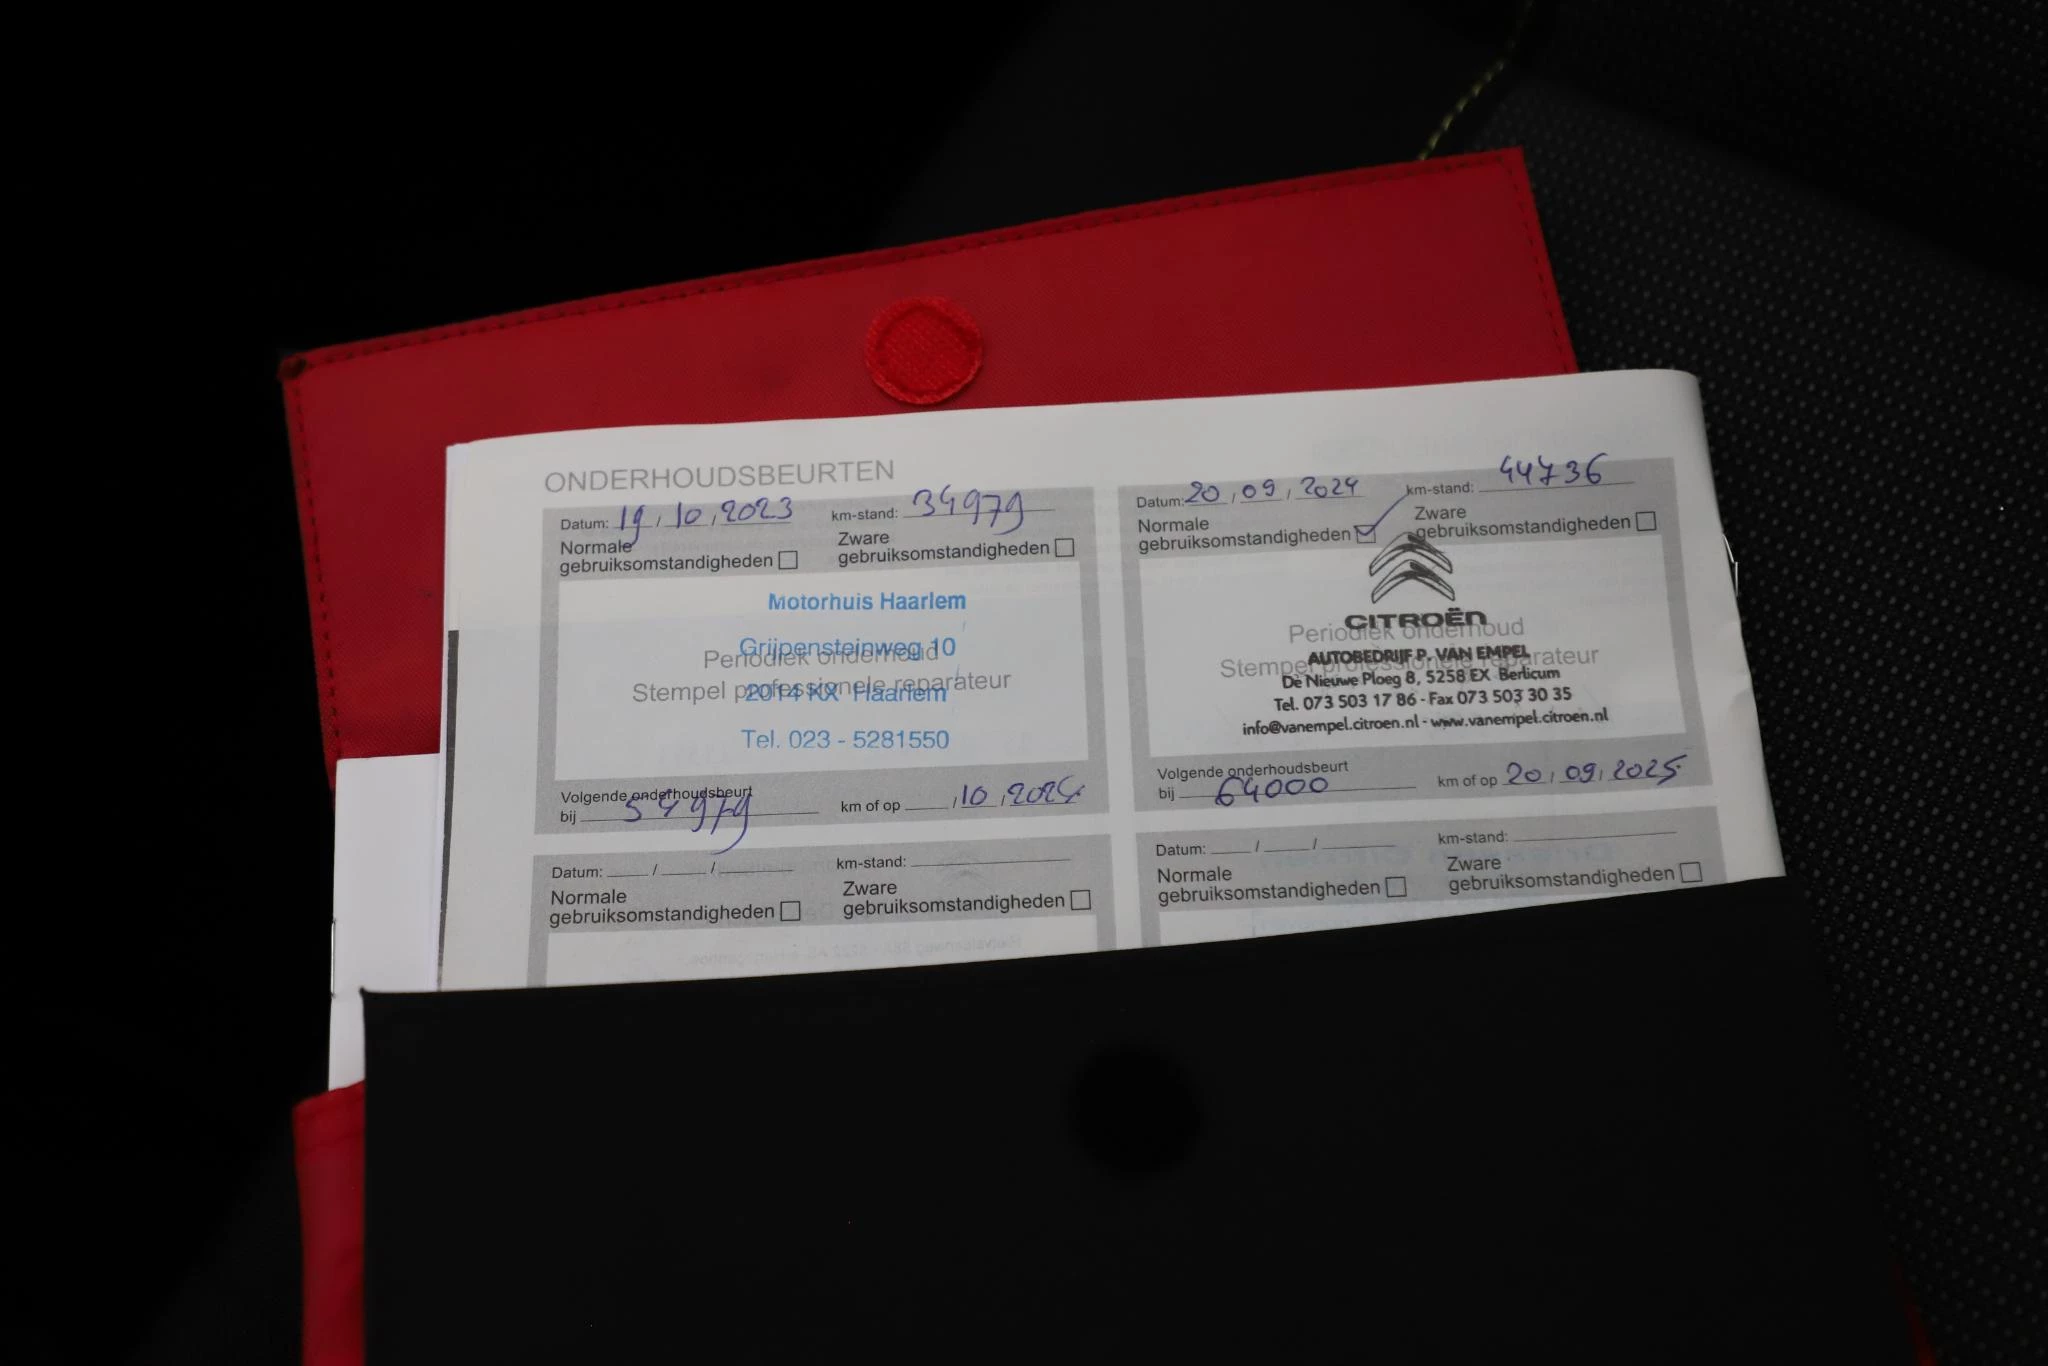 ONDERHOUDSBEURTEN
Datum: 19 / 10 / 2023 km-stand: 34979
Normale gebruiksomstandigheden
Zware gebruiksomstandigheden
Motorhuis Haarlem
Grijpensteinweg 10
Periodiek onderhoud
Stempel professionele reparateur
2014 KX Haarlem
Tel. 023 - 5281550
Volgende onderhoudsbeurt
bij 54979 km of op / 10 / 2024
Datum: 20 / 09 / 2024 km-stand: 44736
Normale gebruiksomstandigheden
Zware gebruiksomstandigheden
CITROËN
Periodiek onderhoud
AUTOBEDRIJF P. VAN EMPEL
Stempel professionele reparateur
De Nieuwe Ploeg 8, 5258 EX Berlicum
Tel. 073 503 17 86 - Fax 073 503 30 35
info@vanempel.citroen.nl - www.vanempel.citroen.nl
Volgende onderhoudsbeurt
bij 64000 km of op 20 / 09 / 2025
Datum: / / km-stand:
Normale gebruiksomstandigheden
Zware gebruiksomstandigheden
Datum: / / km-stand:
Normale gebruiksomstandigheden
Zware gebruiksomstandigheden